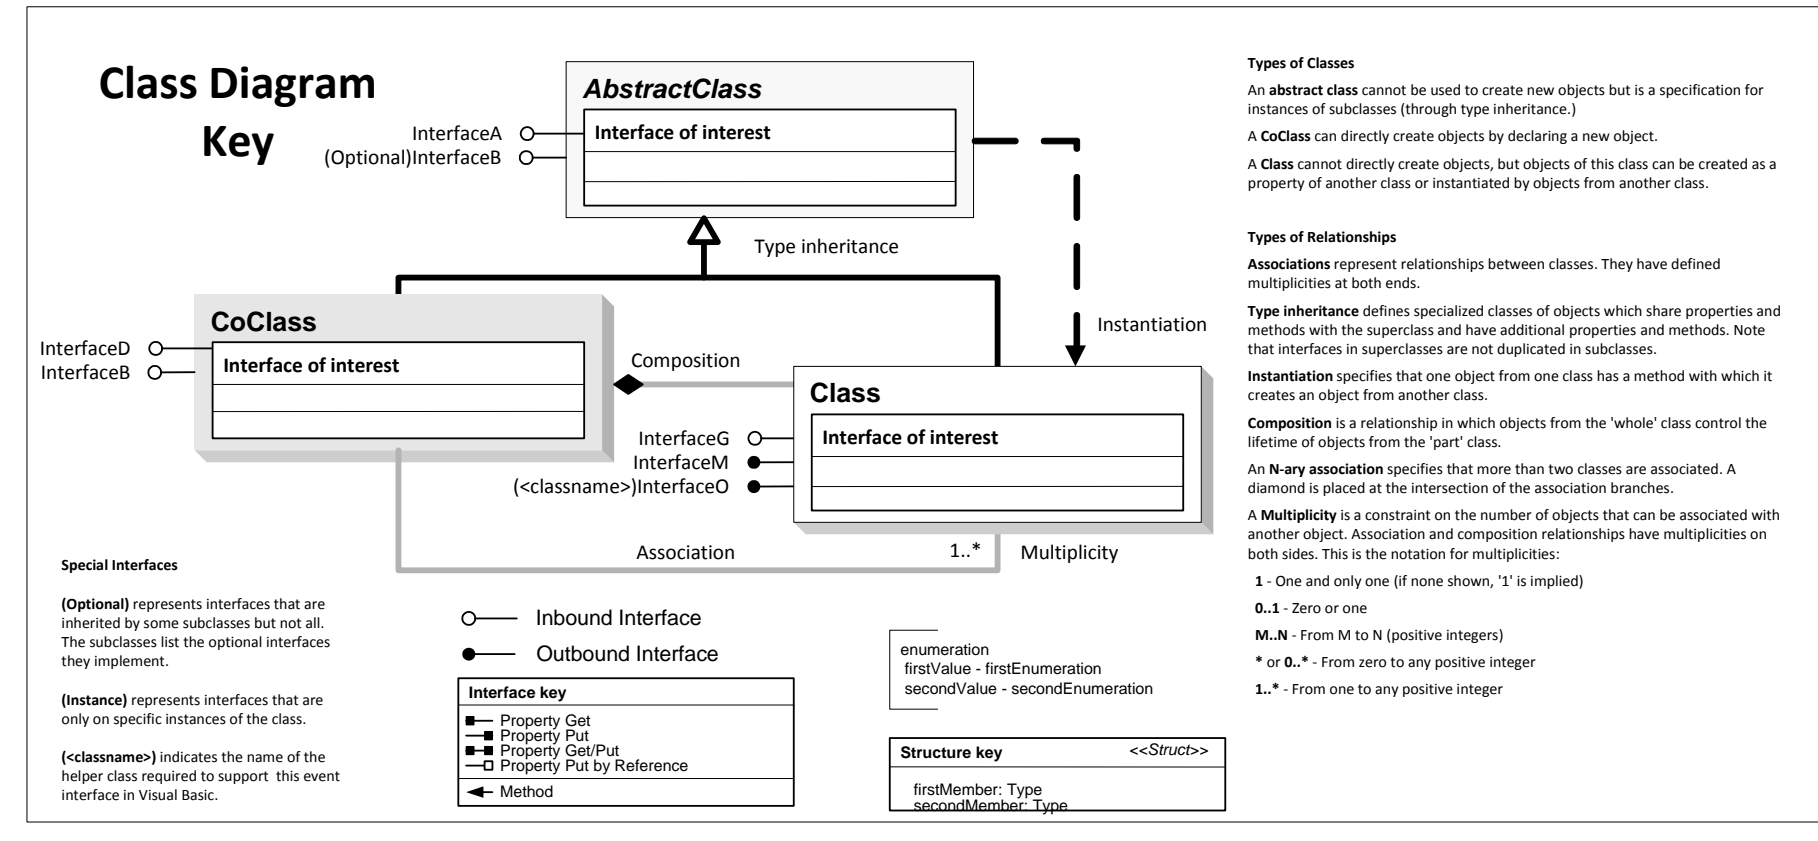 Class Diagram
Key
AbstractClass
Interface of interest
InterfaceA
(Optional)InterfaceB
Type inheritance
CoClass
Interface of interest
InterfaceD
InterfaceB
Composition
Instantiation
Class
Interface of interest
InterfaceG
InterfaceM
(<classname>)InterfaceO
Association
1..*
Multiplicity
Special Interfaces
(Optional) represents interfaces that are
inherited by some subclasses but not all.
The subclasses list the optional interfaces
they implement.
(Instance) represents interfaces that are
only on specific instances of the class.
(<classname>) indicates the name of the
helper class required to support this event
interface in Visual Basic.
Inbound Interface
Outbound Interface
Interface key
Property Get
Property Put
Property Get/Put
Property Put by Reference
Method
enumeration
firstValue - firstEnumeration
secondValue - secondEnumeration
Structure key <<Struct>>
firstMember: Type
secondMember: Type
Types of Classes
An abstract class cannot be used to create new objects but is a specification for
instances of subclasses (through type inheritance.)
A CoClass can directly create objects by declaring a new object.
A Class cannot directly create objects, but objects of this class can be created as a
property of another class or instantiated by objects from another class.
Types of Relationships
Associations represent relationships between classes. They have defined
multiplicities at both ends.
Type inheritance defines specialized classes of objects which share properties and
methods with the superclass and have additional properties and methods. Note
that interfaces in superclasses are not duplicated in subclasses.
Instantiation specifies that one object from one class has a method with which it
creates an object from another class.
Composition is a relationship in which objects from the 'whole' class control the
lifetime of objects from the 'part' class.
An N-ary association specifies that more than two classes are associated. A
diamond is placed at the intersection of the association branches.
A Multiplicity is a constraint on the number of objects that can be associated with
another object. Association and composition relationships have multiplicities on
both sides. This is the notation for multiplicities:
1 - One and only one (if none shown, '1' is implied)
0..1 - Zero or one
M..N - From M to N (positive integers)
* or 0..* - From zero to any positive integer
1..* - From one to any positive integer